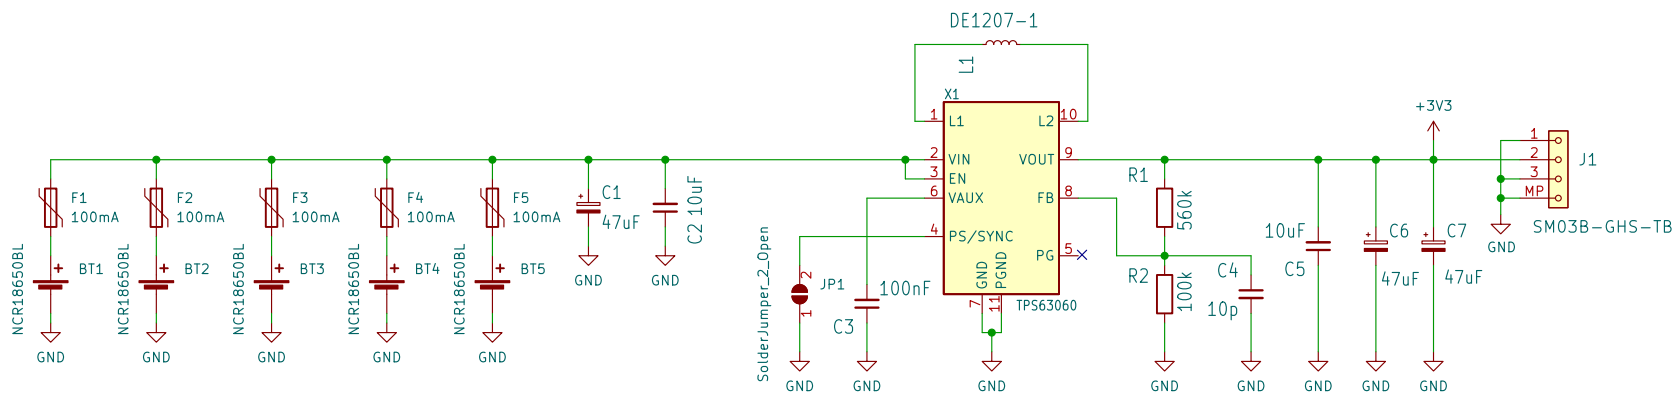 DE1207-1
L1
X1
1
L1
L2
10
2
VIN
VOUT
9
3
EN
6
VAUX
FB
8
4
PS/SYNC
PG
5
GND
PGND
7
11
TPS63060
F1
100mA
F2
100mA
F3
100mA
F4
100mA
F5
100mA
+
BT1
NCR18650BL
GND
+
BT2
NCR18650BL
GND
+
BT3
NCR18650BL
GND
+
BT4
NCR18650BL
GND
+
BT5
NCR18650BL
GND
+
C1
47uF
GND
C2 10uF
GND
SolderJumper_2_Open
2
JP1
1
GND
100nF
C3
GND
GND
R1
560k
R2
100k
GND
C4
10p
GND
10uF
C5
GND
+
C6
47uF
GND
+3V3
+
C7
47uF
GND
1
2
3
MP
J1
SM03B-GHS-TB
GND